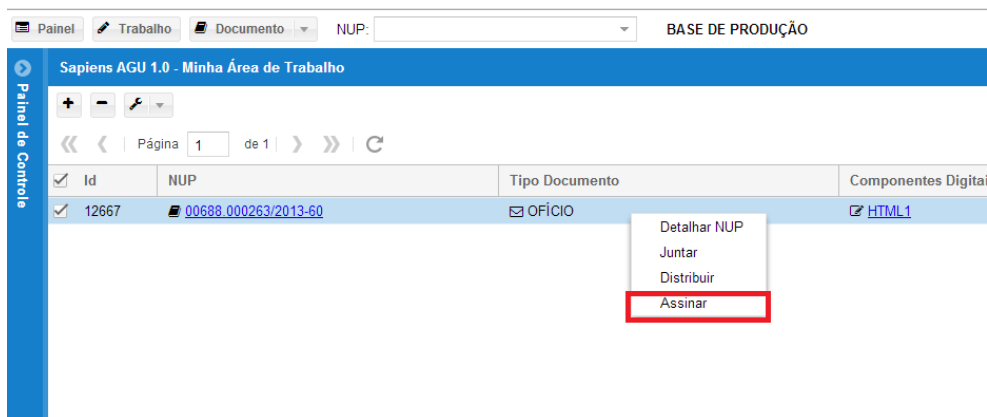 Painel Trabalho Documento NUP: BASE DE PRODUÇÃO
Painel de Controle
Sapiens AGU 1.0 - Minha Área de Trabalho
Página 1 de 1
Id NUP Tipo Documento Componentes Digitai
12667 00688.000263/2013-60 OFÍCIO HTML1
Detalhar NUP
Juntar
Distribuir
Assinar